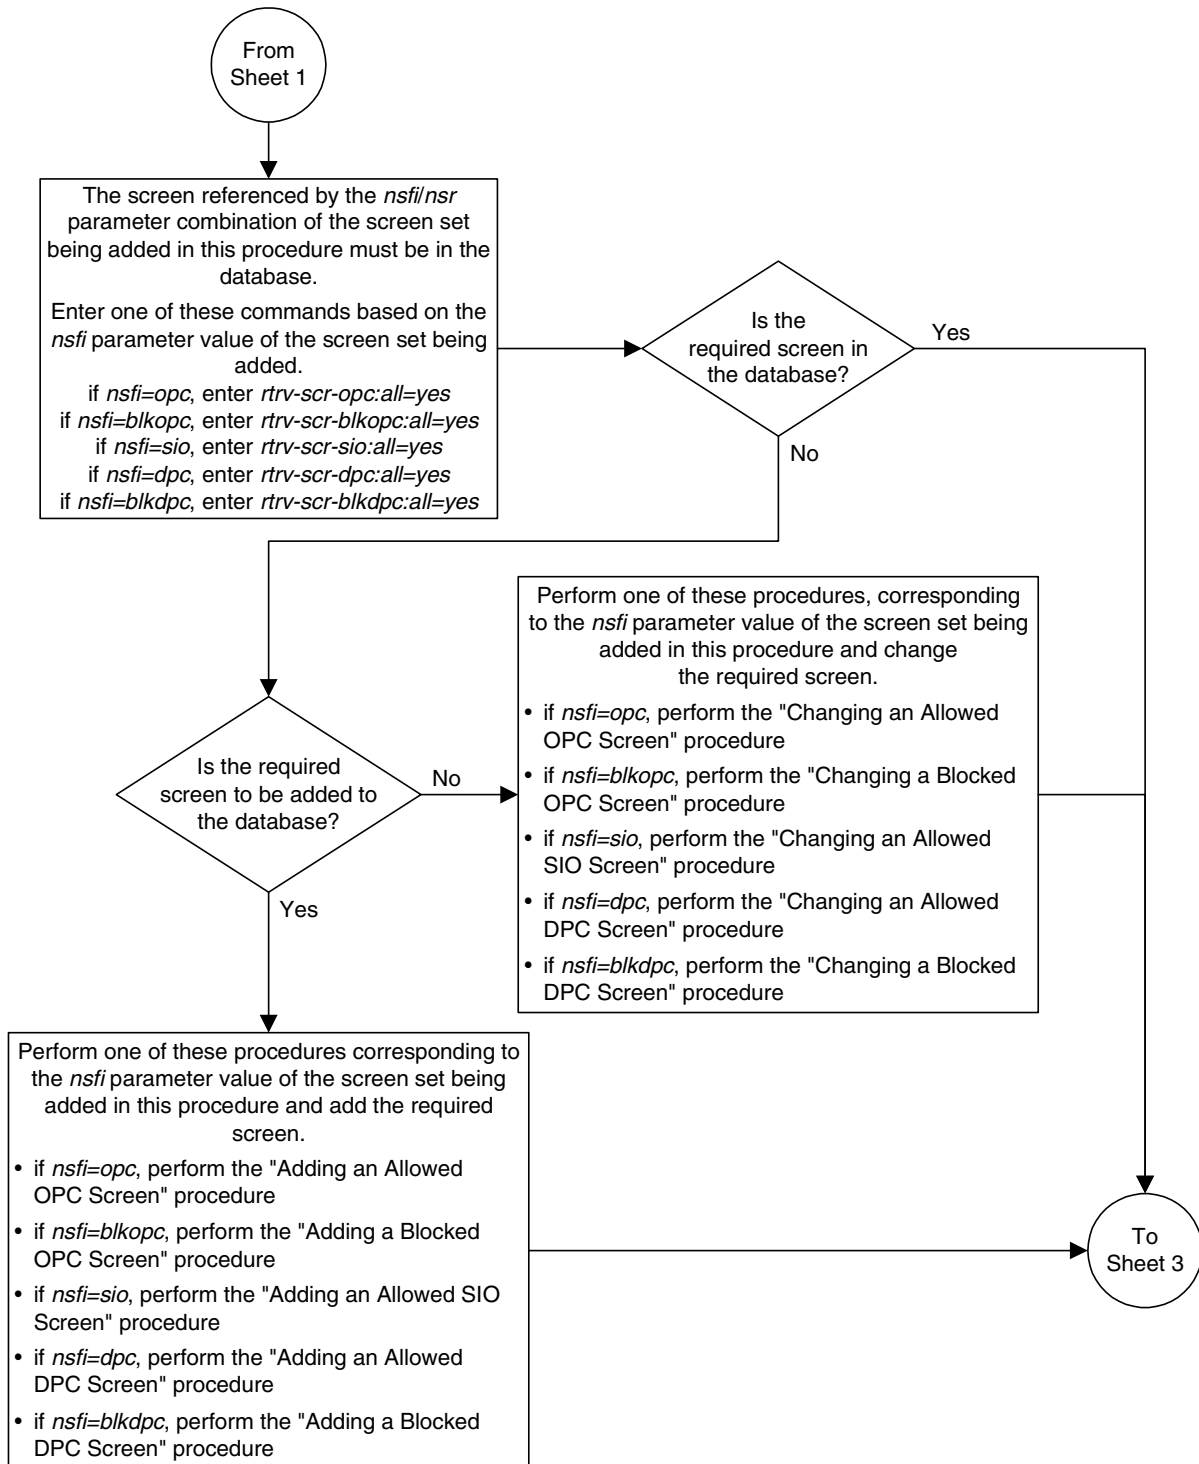 From
Sheet 1
The screen referenced by the nsfi/nsr
parameter combination of the screen set
being added in this procedure must be in the
database.
Enter one of these commands based on the
nsfi parameter value of the screen set being
added.
if nsfi=opc, enter rtrv-scr-opc:all=yes
if nsfi=blkopc, enter rtrv-scr-blkopc:all=yes
if nsfi=sio, enter rtrv-scr-sio:all=yes
if nsfi=dpc, enter rtrv-scr-dpc:all=yes
if nsfi=blkdpc, enter rtrv-scr-blkdpc:all=yes
Is the
required screen in
the database?
Yes
No
Perform one of these procedures, corresponding
to the nsfi parameter value of the screen set being
added in this procedure and change
the required screen.
• if nsfi=opc, perform the "Changing an Allowed
OPC Screen" procedure
• if nsfi=blkopc, perform the "Changing a Blocked
OPC Screen" procedure
• if nsfi=sio, perform the "Changing an Allowed
SIO Screen" procedure
• if nsfi=dpc, perform the "Changing an Allowed
DPC Screen" procedure
• if nsfi=blkdpc, perform the "Changing a Blocked
DPC Screen" procedure
Is the required
screen to be added to
the database?
No
Yes
Perform one of these procedures corresponding to
the nsfi parameter value of the screen set being
added in this procedure and add the required
screen.
• if nsfi=opc, perform the "Adding an Allowed
OPC Screen" procedure
• if nsfi=blkopc, perform the "Adding a Blocked
OPC Screen" procedure
• if nsfi=sio, perform the "Adding an Allowed SIO
Screen" procedure
• if nsfi=dpc, perform the "Adding an Allowed
DPC Screen" procedure
• if nsfi=blkdpc, perform the "Adding a Blocked
DPC Screen" procedure
To
Sheet 3